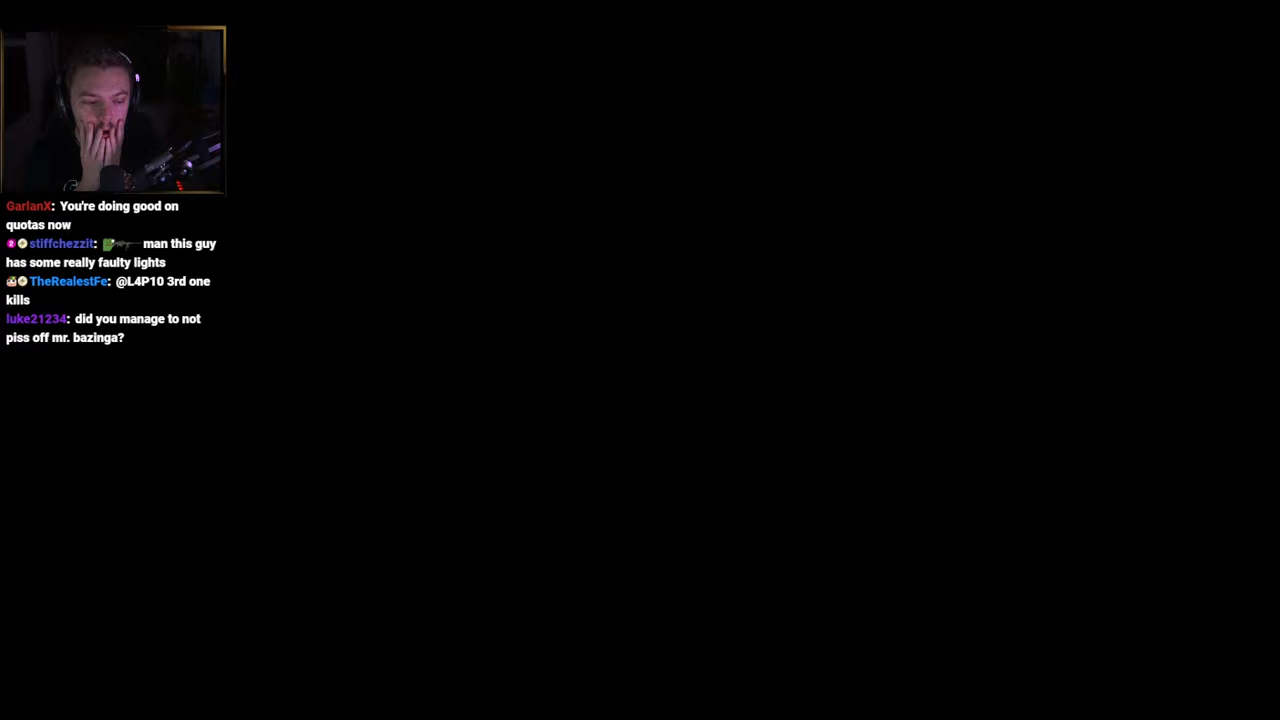 GarlanX: You're doing good on
quotas now
stiffchezzit: man this guy
has some really faulty lights
TheRealestFe: @L4P10 3rd one
kills
luke21234: did you manage to not
piss off mr. bazinga?